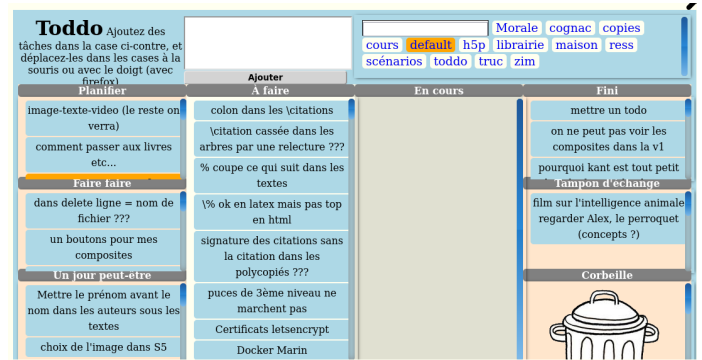 Toddo Ajoutez des
tâches dans la case ci-contre, et
déplacez-les dans les cases à la
souris ou avec le doigt (avec
firefox)
Ajouter
Morale cognac copies
cours default h5p librairie maison ress
scénarios toddo truc zim
Planifier
image-texte-video (le reste on
verra)
comment passer aux livres
etc...
Faire faire
dans delete ligne = nom de
fichier ???
un boutons pour mes
composites
Un jour peut-être
Mettre le prénom avant le
nom dans les auteurs sous les
textes
choix de l'image dans S5
À faire
colon dans les \citations
\citation cassée dans les
arbres par une relecture ???
% coupe ce qui suit dans les
textes
\% ok en latex mais pas top
en html
signature des citations sans
la citation dans les
polycopiés ???
puces de 3ème niveau ne
marchent pas
Certificats letsencrypt
Docker Marin
En cours
Fini
mettre un todo
on ne peut pas voir les
composites dans la v1
pourquoi kant est tout petit
Tampon d'échange
film sur l'intelligence animale
regarder Alex, le perroquet
(concepts ?)
Corbeille